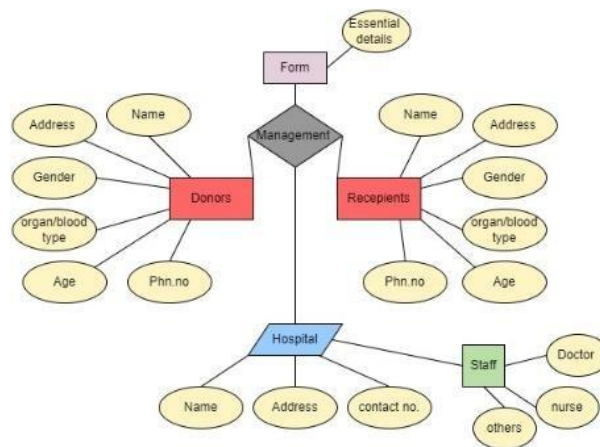 Essential
details
Form
Name
Name
Address
Address
Management
Gender
Gender
Donors
Recepients
organ/blood
type
organ/blood
type
Age
Phn.no
Phn.no
Age
Hospital
Doctor
Staff
Name
Address
contact no.
nurse
others